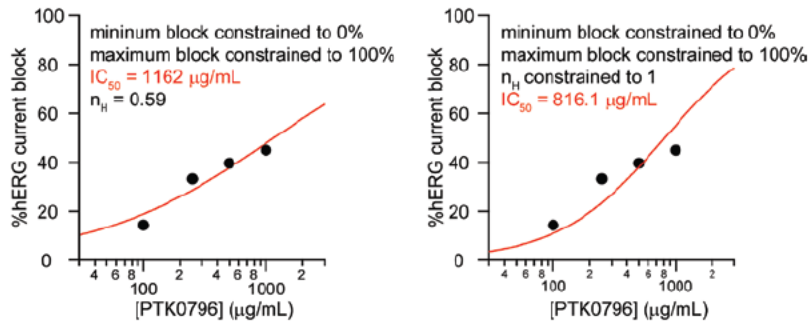 mininum block constrained to 0%
maximum block constrained to 100%
IC50 = 1162 µg/mL
nH = 0.59
100
80
60
40
20
0
%hERG current block
4 6 8 2 4 6 8 2
100 1000
[PTK0796] (µg/mL)
mininum block constrained to 0%
maximum block constrained to 100%
nH constrained to 1
IC50 = 816.1 µg/mL
100
80
60
40
20
0
%hERG current block
4 6 8 2 4 6 8 2
100 1000
[PTK0796] (µg/mL)